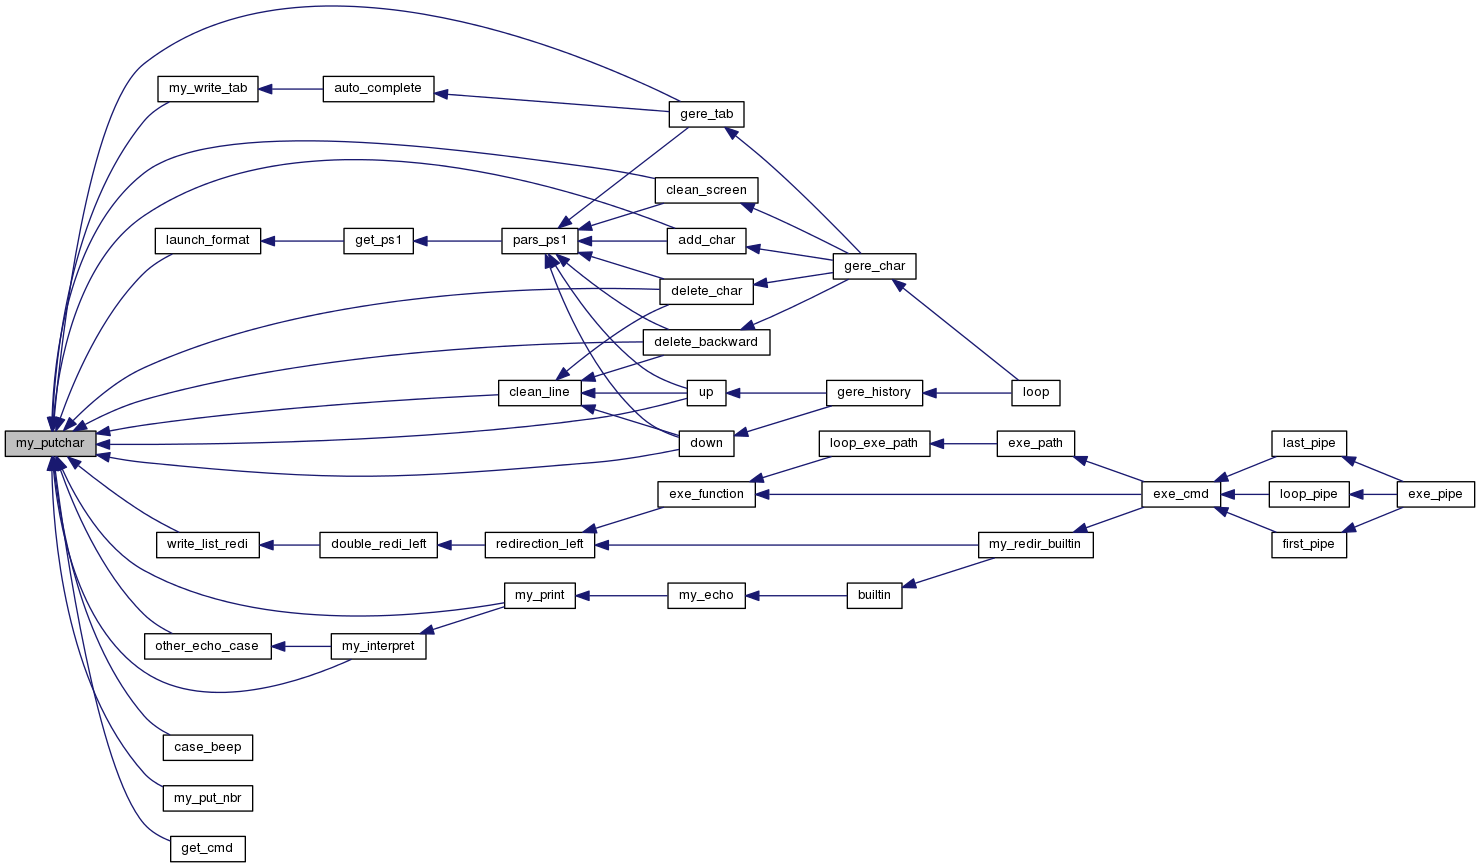 my_write_tab
auto_complete
gere_tab
clean_screen
launch_format
get_ps1
pars_ps1
add_char
gere_char
delete_char
delete_backward
clean_line
up
gere_history
loop
my_putchar
down
loop_exe_path
exe_path
last_pipe
exe_function
exe_cmd
loop_pipe
exe_pipe
write_list_redi
double_redi_left
redirection_left
my_redir_builtin
first_pipe
my_print
my_echo
builtin
other_echo_case
my_interpret
case_beep
my_put_nbr
get_cmd